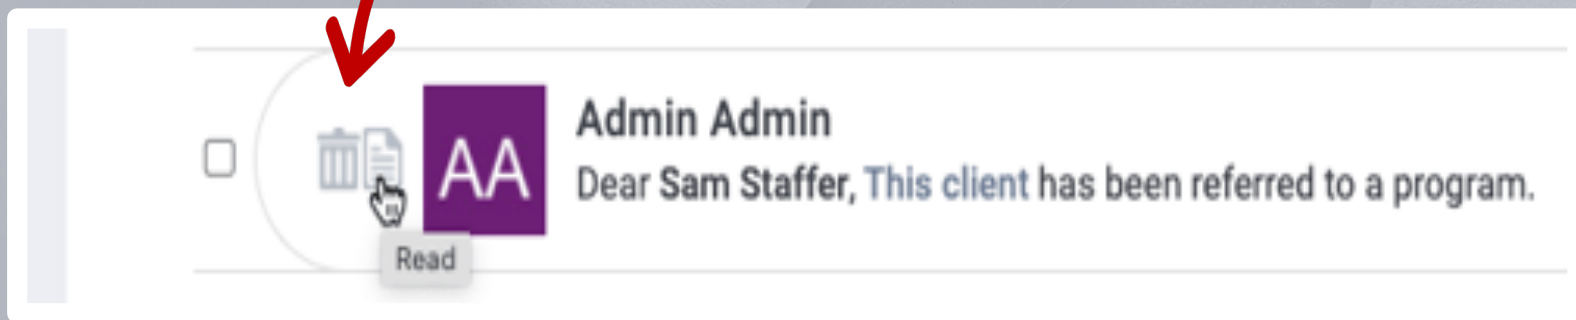 Admin Admin
AA
Dear Sam Staffer, This client has been referred to a program.
Read